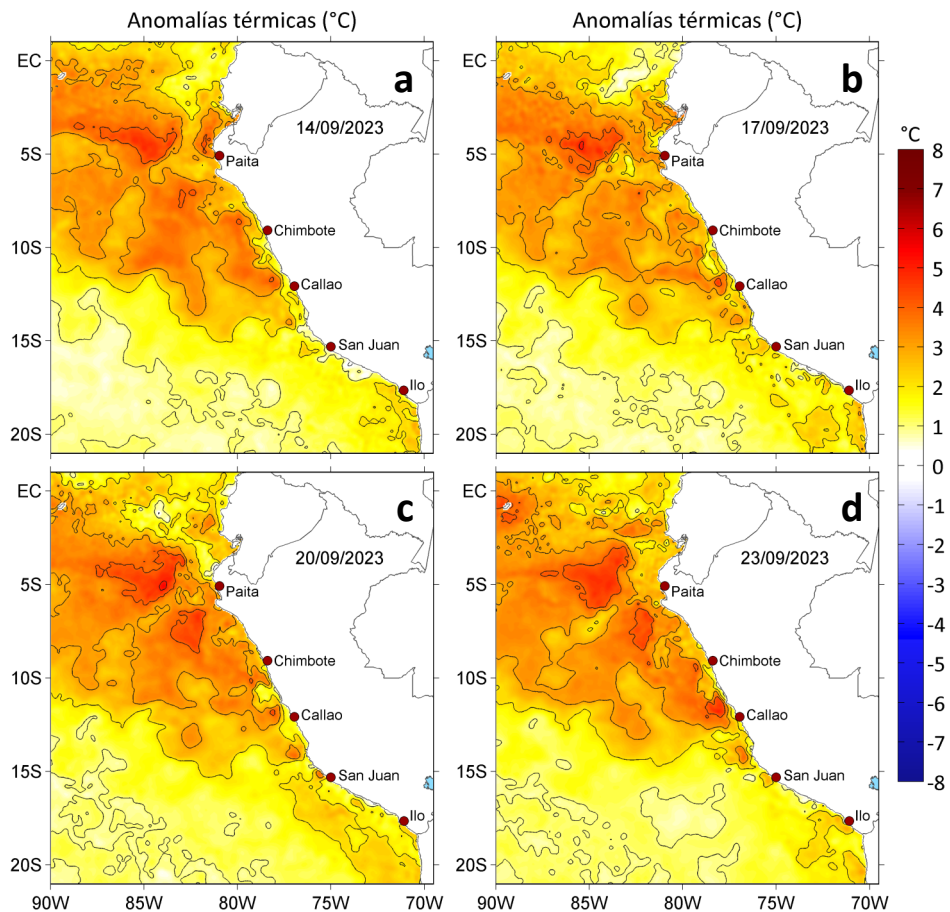 Anomalías térmicas (°C)
Anomalías térmicas (°C)
EC
5S
10S
15S
20S
a
14/09/2023
Paita
Chimbote
Callao
San Juan
Ilo
EC
5S
10S
15S
20S
b
17/09/2023
Paita
Chimbote
Callao
San Juan
Ilo
EC
5S
10S
15S
20S
c
20/09/2023
Paita
Chimbote
Callao
San Juan
Ilo
90W 85W 80W 75W 70W
EC
5S
10S
15S
20S
d
23/09/2023
Paita
Chimbote
Callao
San Juan
Ilo
90W 85W 80W 75W 70W
°C
8
7
6
5
4
3
2
1
0
-1
-2
-3
-4
-5
-6
-7
-8